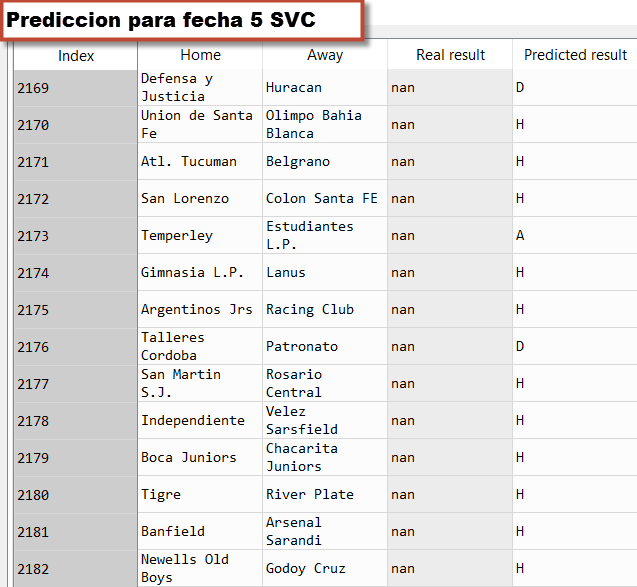 Prediccion para fecha 5 SVC
Index Home Away Real result Predicted result
2169 Defensa y Justicia Huracan nan D
2170 Union de Santa Fe Olimpo Bahia Blanca nan H
2171 Atl. Tucuman Belgrano nan H
2172 San Lorenzo Colon Santa FE nan H
2173 Temperley Estudiantes L.P. nan A
2174 Gimnasia L.P. Lanus nan H
2175 Argentinos Jrs Racing Club nan H
2176 Talleres Cordoba Patronato nan D
2177 San Martin S.J. Rosario Central nan H
2178 Independiente Velez Sarsfield nan H
2179 Boca Juniors Chacarita Juniors nan H
2180 Tigre River Plate nan H
2181 Banfield Arsenal Sarandi nan H
2182 Newells Old Boys Godoy Cruz nan H